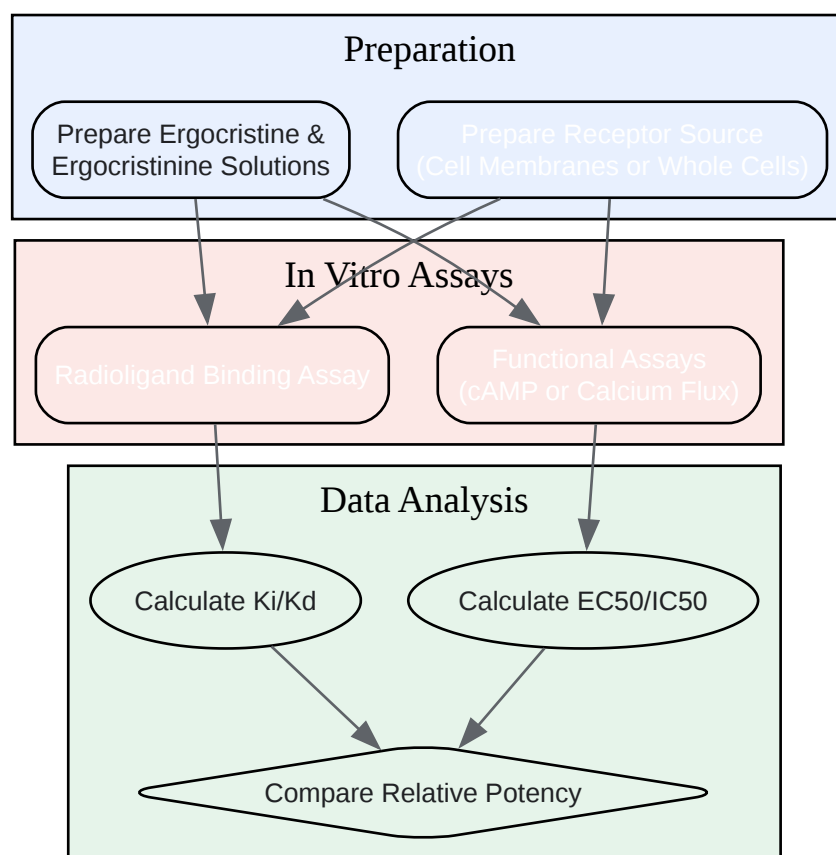 Preparation
Prepare Ergocristine &
Ergocristinine Solutions
Prepare Receptor Source
(Cell Membranes or Whole Cells)
In Vitro Assays
Radioligand Binding Assay
Functional Assays
(cAMP or Calcium Flux)
Data Analysis
Calculate Ki/Kd
Calculate EC50/IC50
Compare Relative Potency